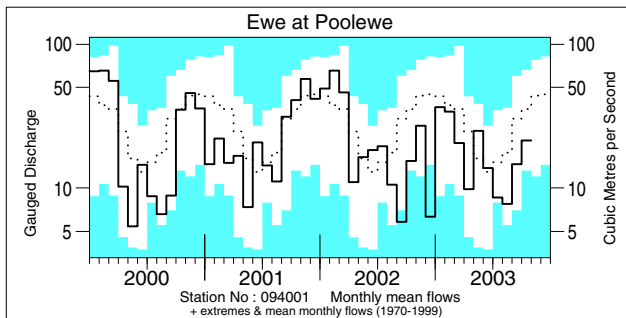 Ewe at Poolewe
100 100
50 50
10 10
5 5
Gauged Discharge
Cubic Metres per Second
2000 2001 2002 2003
Station No : 094001 Monthly mean flows
+ extremes & mean monthly flows (1970-1999)